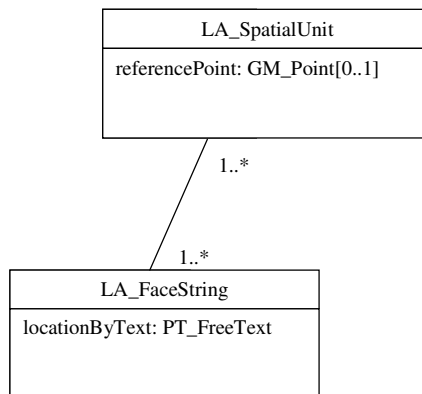 LA_SpatialUnit
referencePoint: GM_Point[0..1]
1..*
1..*
LA_FaceString
locationByText: PT_FreeText